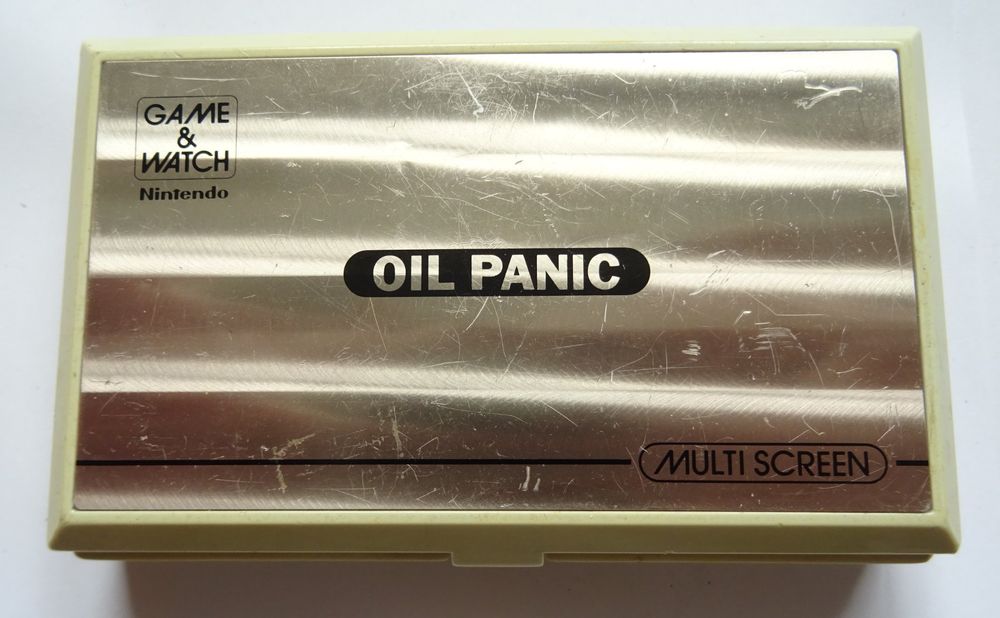 GAME
&
WATCH
Nintendo
OIL PANIC
MULTI SCREEN